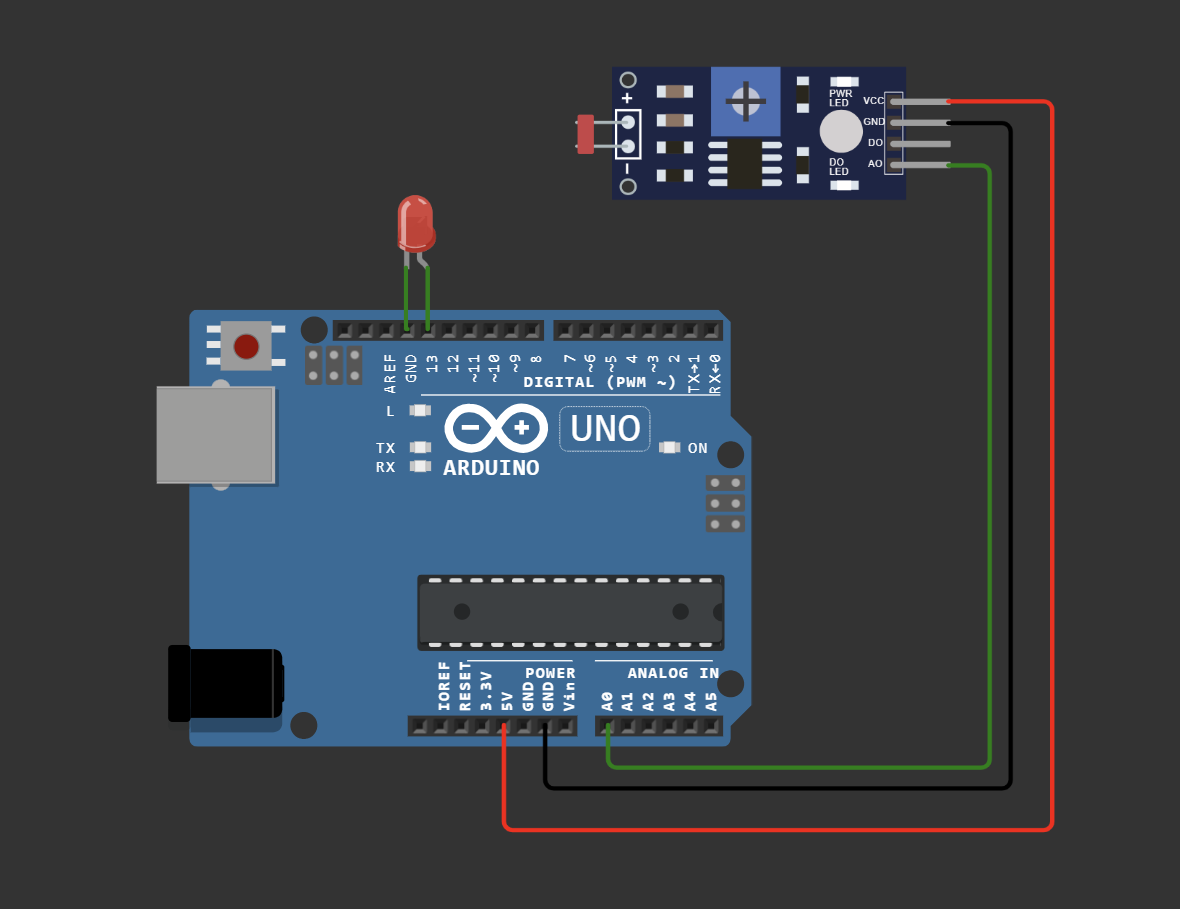 +
PWR
LED
VCC
GND
DO
AO
DO
LED
−
AREF
GND
13
12
~11
~10
~9
8
7
~6
~5
4
~3
2
TX→1
RX←0
DIGITAL (PWM ~)
L
TX
RX
UNO
ON
ARDUINO
IOREF
RESET
3.3V
5V
GND
GND
Vin
POWER
ANALOG IN
A0
A1
A2
A3
A4
A5